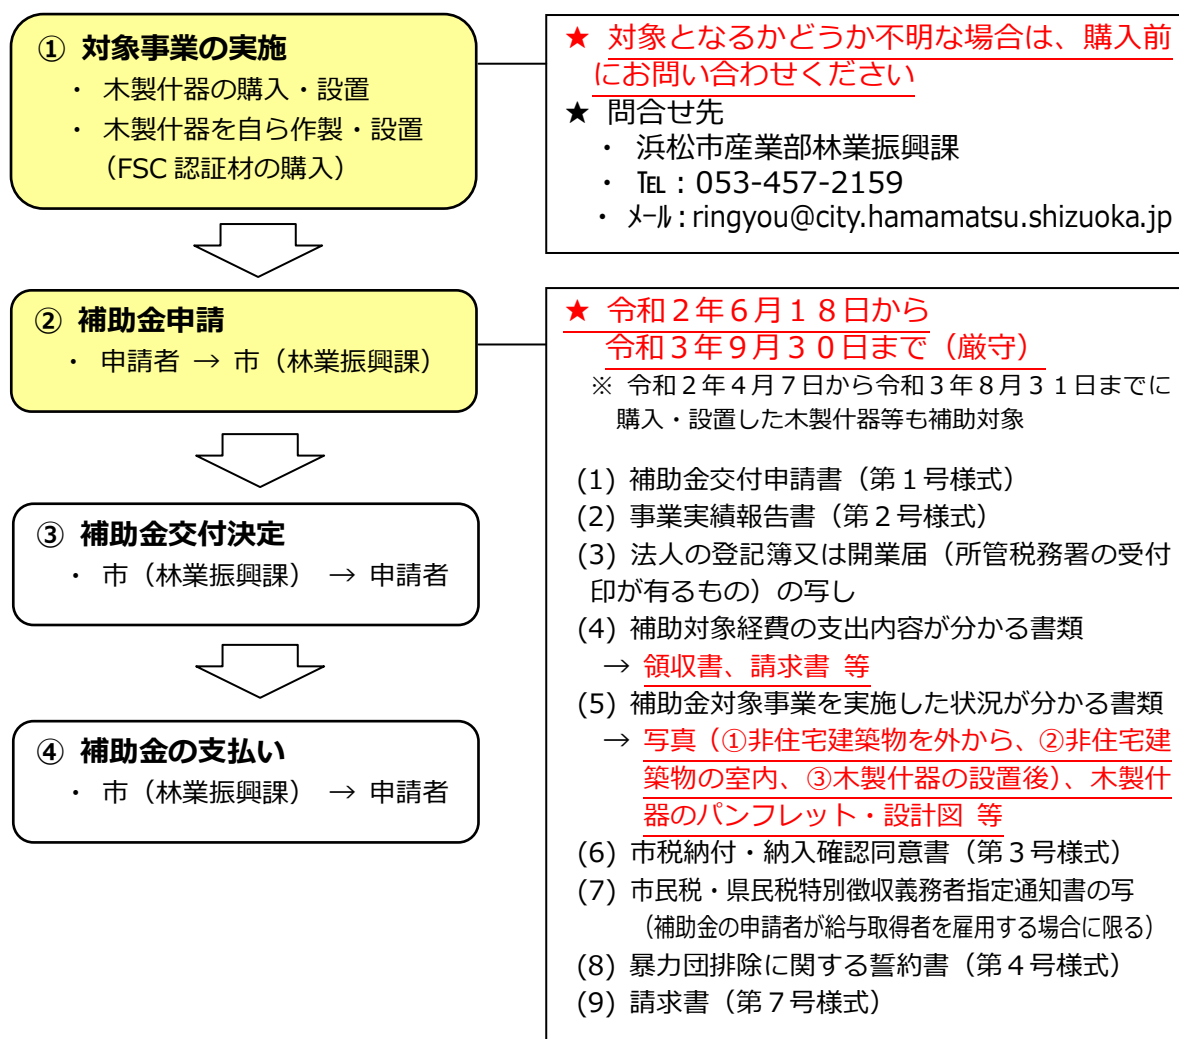 ① 対象事業の実施
・ 木製什器の購入・設置
・ 木製什器を自ら作製・設置
（FSC 認証材の購入）
★ 対象となるかどうか不明な場合は、購入前
にお問い合わせください
★ 問合せ先
・ 浜松市産業部林業振興課
・ ℡：053-457-2159
・ ﾒｰﾙ：ringyou@city.hamamatsu.shizuoka.jp
② 補助金申請
・ 申請者 → 市（林業振興課）
★ 令和２年６月１８日から
令和３年９月３０日まで（厳守）
※ 令和２年４月７日から令和３年８月３１日までに
購入・設置した木製什器等も補助対象
(1) 補助金交付申請書（第１号様式）
(2) 事業実績報告書（第２号様式）
(3) 法人の登記簿又は開業届（所管税務署の受付
印が有るもの）の写し
(4) 補助対象経費の支出内容が分かる書類
→ 領収書、請求書 等
(5) 補助金対象事業を実施した状況が分かる書類
→ 写真（①非住宅建築物を外から、②非住宅建
築物の室内、③木製什器の設置後）、木製什
器のパンフレット・設計図 等
(6) 市税納付・納入確認同意書（第３号様式）
(7) 市民税・県民税特別徴収義務者指定通知書の写
（補助金の申請者が給与取得者を雇用する場合に限る）
(8) 暴力団排除に関する誓約書（第４号様式）
(9) 請求書（第７号様式）
③ 補助金交付決定
・ 市（林業振興課） → 申請者
④ 補助金の支払い
・ 市（林業振興課） → 申請者